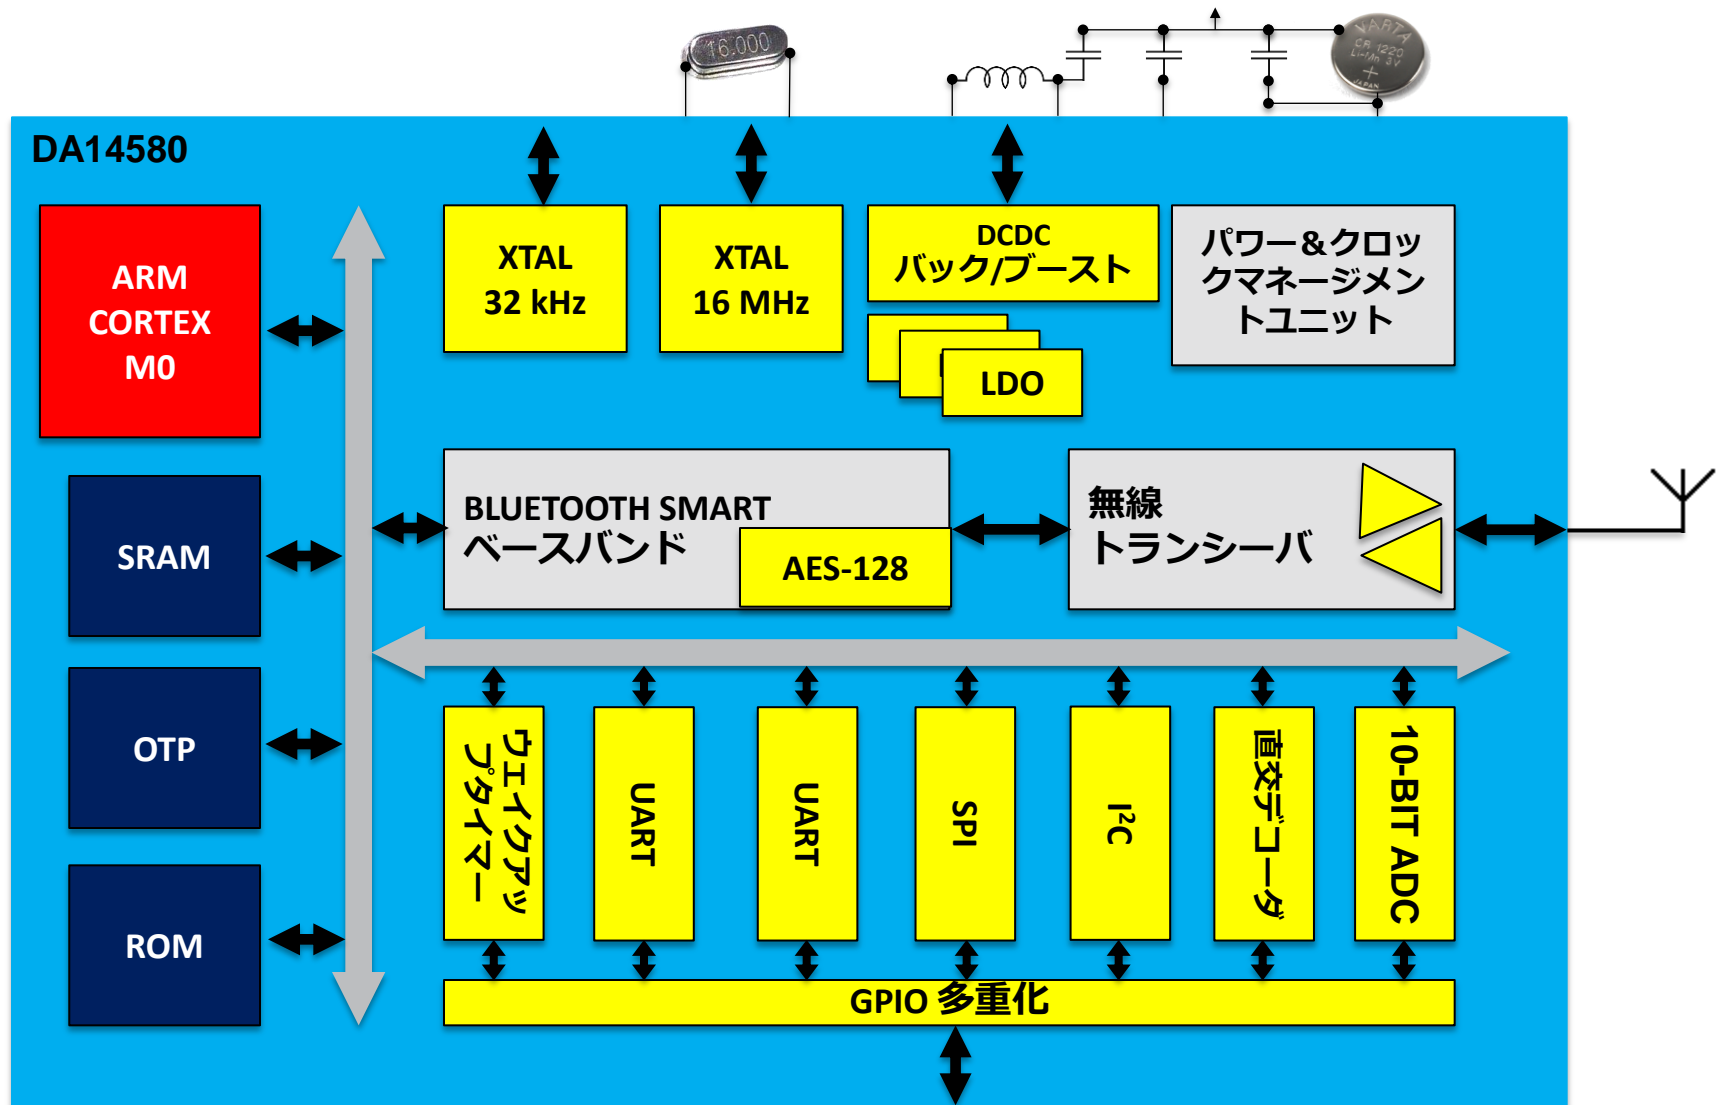 16.000
VARTA
CR 1220
Li-Mn 3V
JAPAN
DA14580
ARM
CORTEX
M0
XTAL
32 kHz
XTAL
16 MHz
DCDC
バック/ブースト
パワー&クロッ
クマネージメン
トユニット
LDO
BLUETOOTH SMART
ベースバンド
AES-128
無線
トランシーバ
SRAM
OTP
ROM
ウェイクアッ
プタイマー
UART
UART
SPI
I²C
直交デコーダ
10-BIT ADC
GPIO 多重化